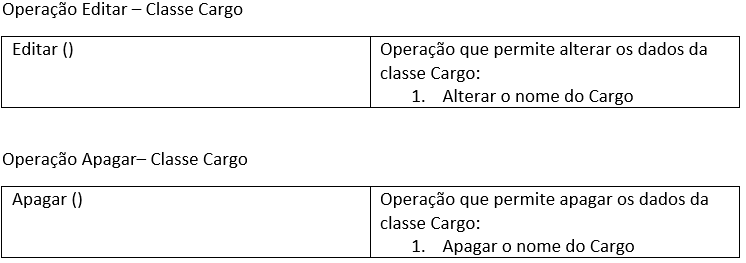 Operação Editar – Classe Cargo
Editar ()
Operação que permite alterar os dados da
classe Cargo:
1. Alterar o nome do Cargo
Operação Apagar– Classe Cargo
Apagar ()
Operação que permite apagar os dados da
classe Cargo:
1. Apagar o nome do Cargo